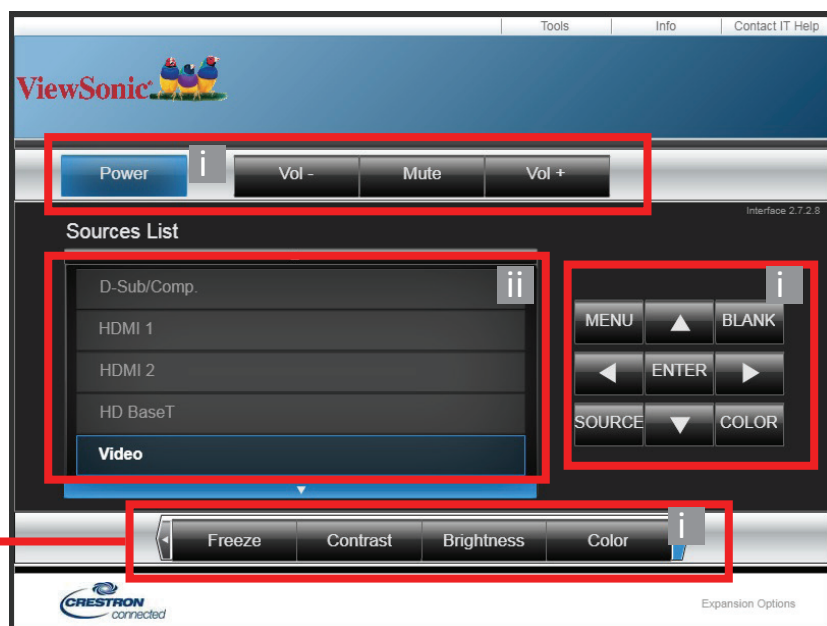 Tools Info Contact IT Help
ViewSonic
Power i Vol - Mute Vol +
Interface 2.7.2.8
Sources List
ii i
D-Sub/Comp.
HDMI 1
HDMI 2
HD BaseT
Video
MENU BLANK
ENTER
SOURCE COLOR
Freeze Contrast Brightness Color i
CRESTRON
connected
Expansion Options